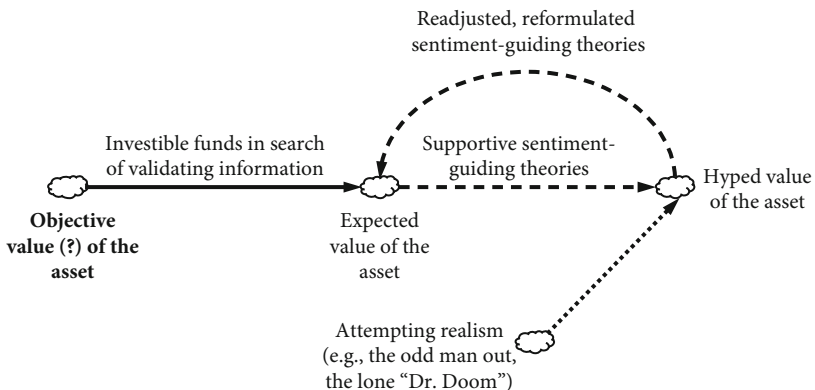 Readjusted, reformulated
sentiment-guiding theories
Investible funds in search
of validating information
Supportive sentiment-
guiding theories
Hyped value
of the asset
Objective
value (?) of the
asset
Expected
value of the
asset
Attempting realism
(e.g., the odd man out,
the lone “Dr. Doom”)